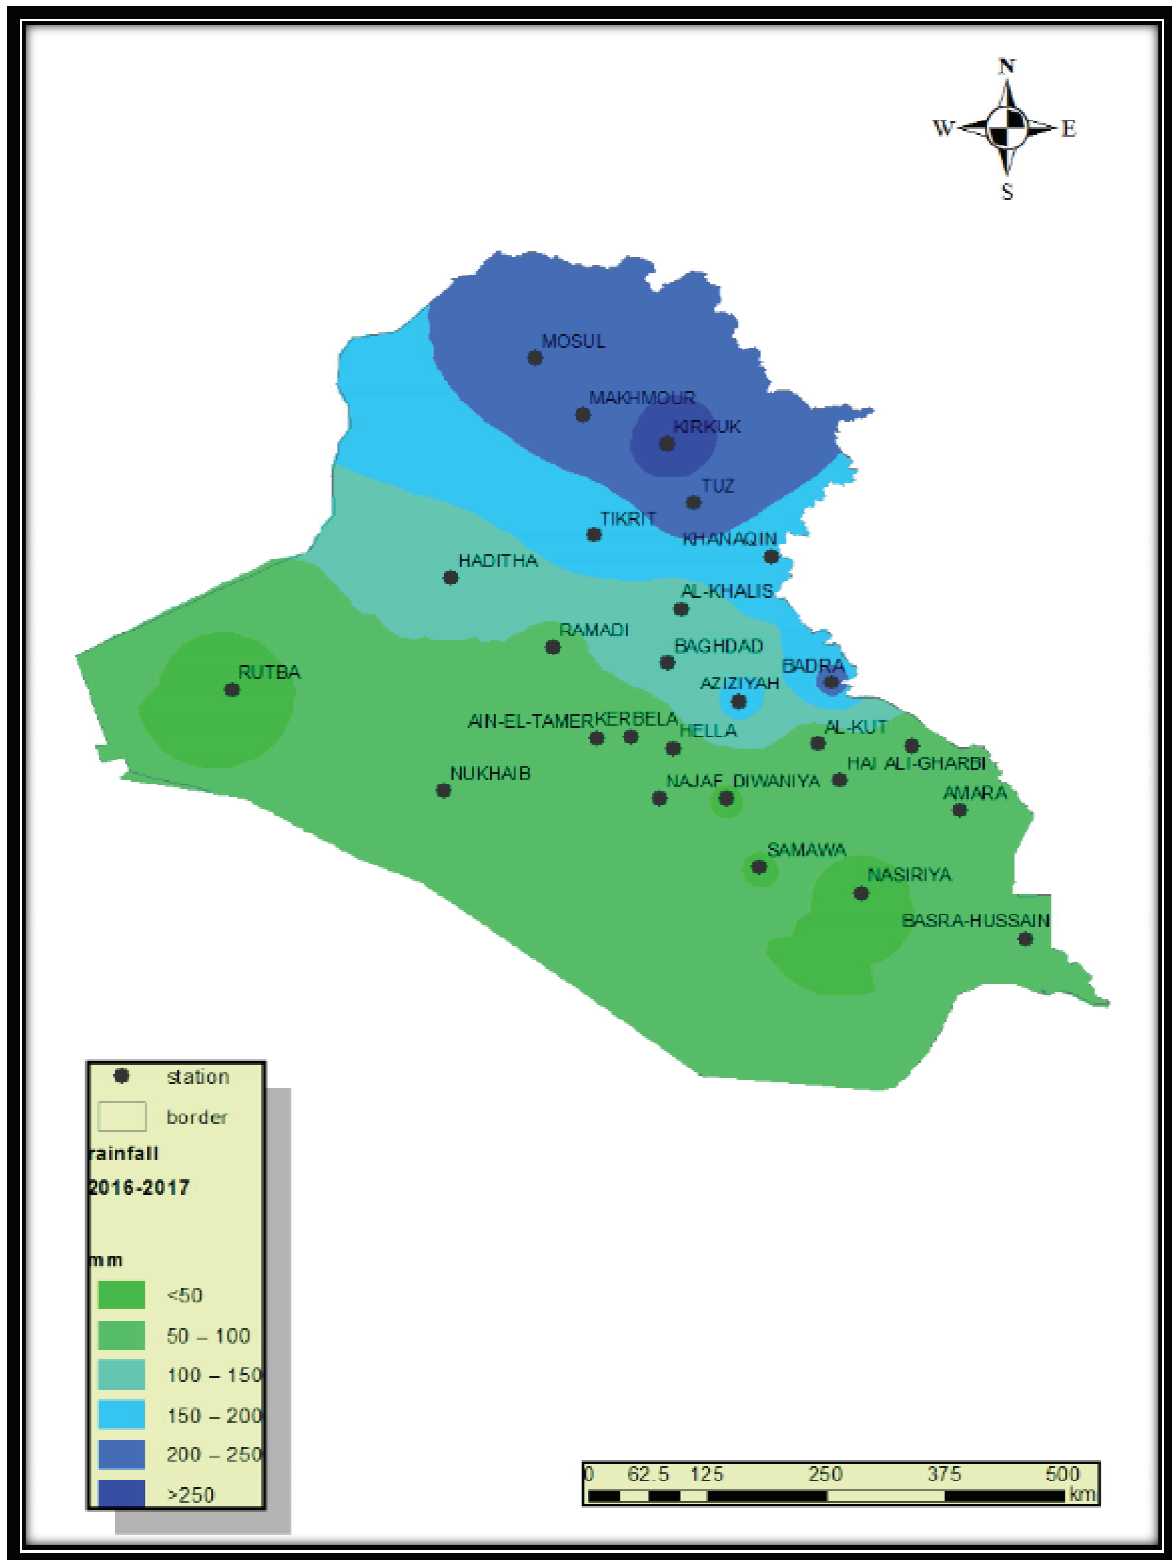 N
W E
S
MOSUL
MAKHMOUR
KIRKUK
TUZ
TIKRIT
KHANAQIN
HADITHA
AL-KHALIS
RAMADI
BAGHDAD
BADRA
RUTBA
AZIZIYAH
AIN-EL-TAMER KERBELA
HELLA
AL-KUT
HAI ALI-GHARBI
NUKHAIB
NAJAF DIWANIYA
AMARA
SAMAWA
NASIRIYA
BASRA-HUSSAIN
station
border
rainfall
2016-2017
mm
<50
50 – 100
100 – 150
150 – 200
200 – 250
>250
0 62.5 125 250 375 500
km